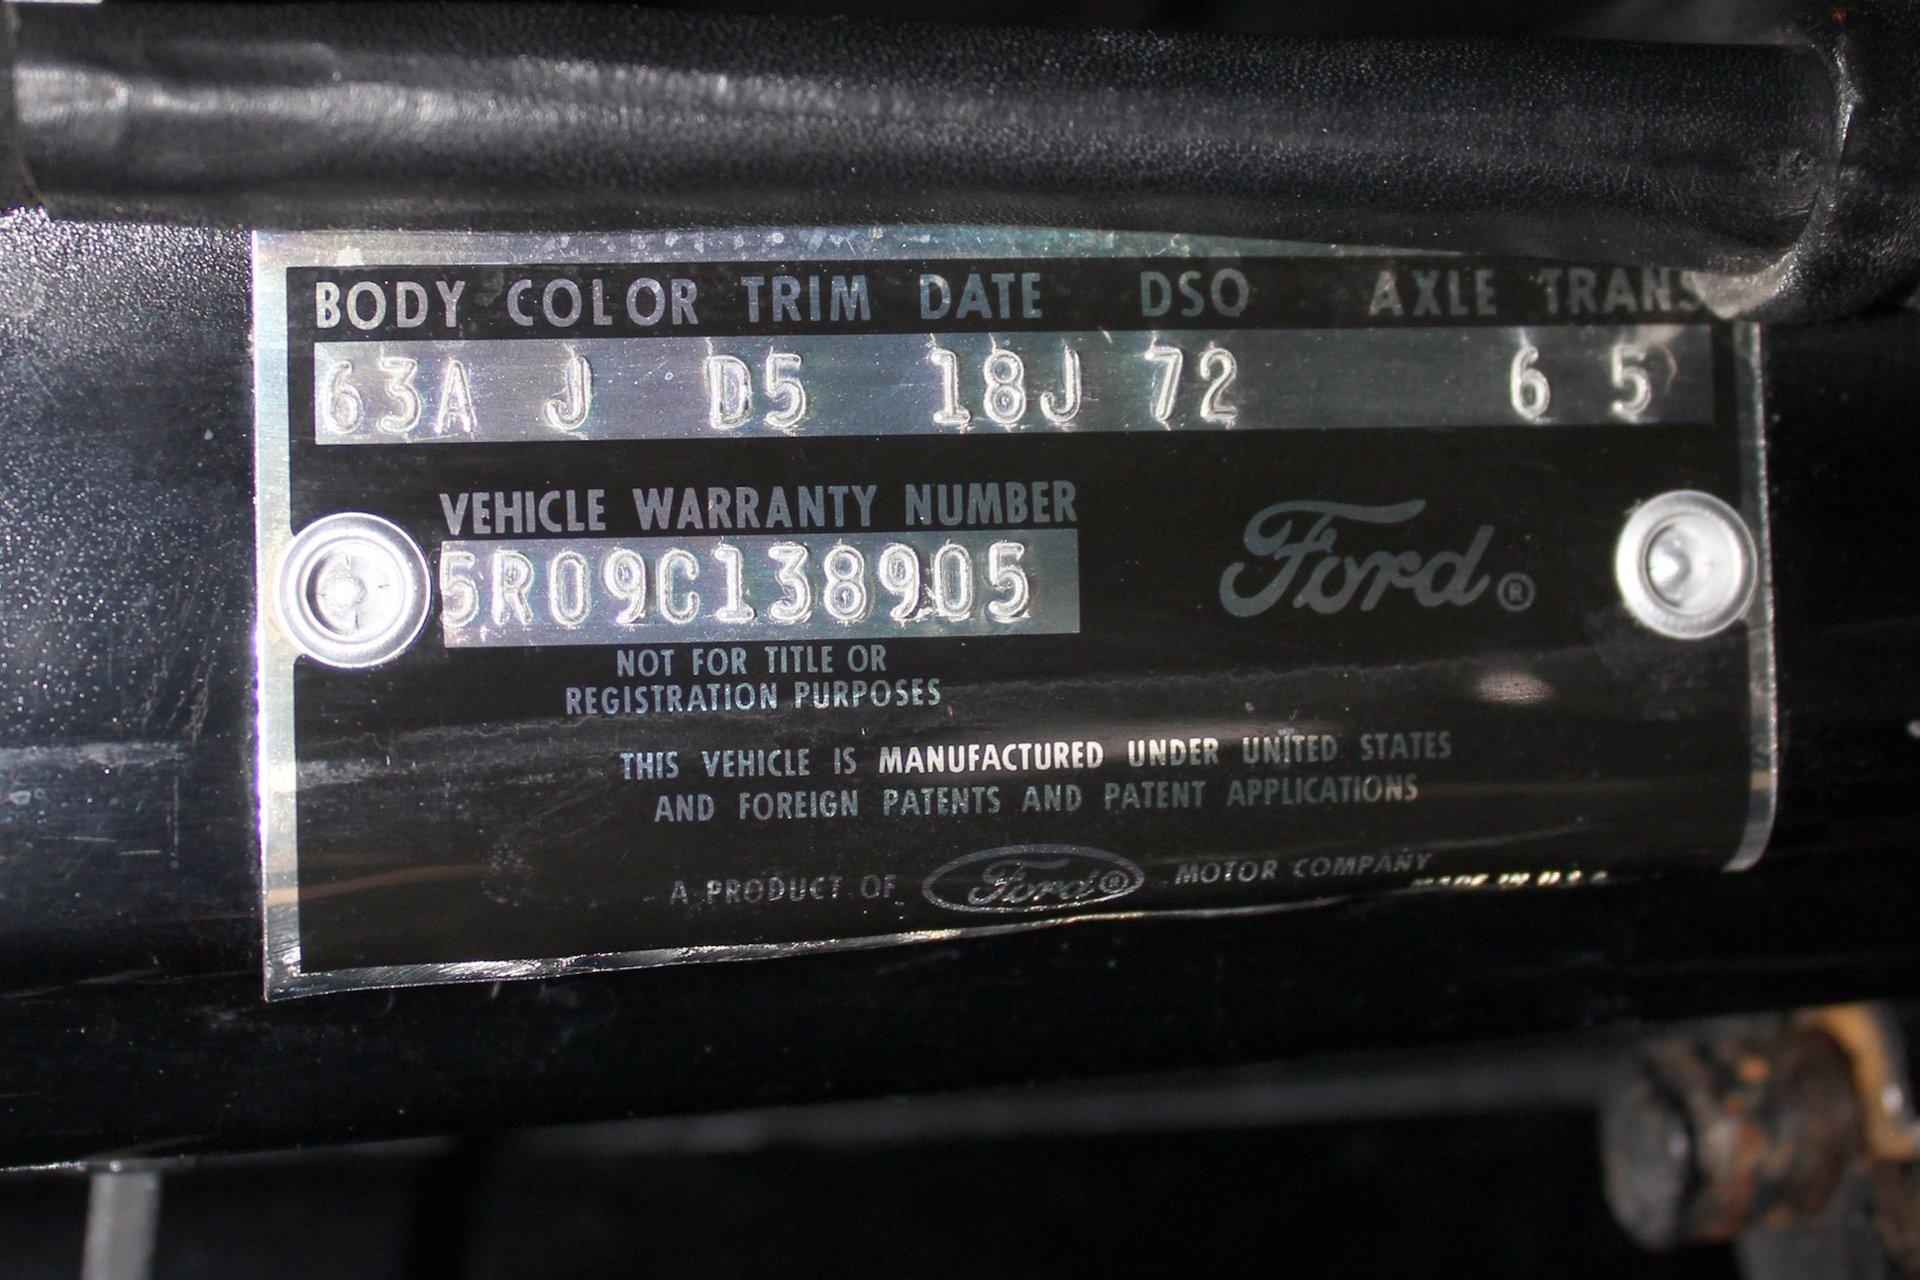 BODY COLOR TRIM DATE DSO AXLE TRANS
63A J D5 18J 72 6 5
VEHICLE WARRANTY NUMBER
5R09C138905
Ford ®
NOT FOR TITLE OR
REGISTRATION PURPOSES
THIS VEHICLE IS MANUFACTURED UNDER UNITED STATES
AND FOREIGN PATENTS AND PATENT APPLICATIONS
A PRODUCT OF Ford ® MOTOR COMPANY
MADE IN U.S.A.